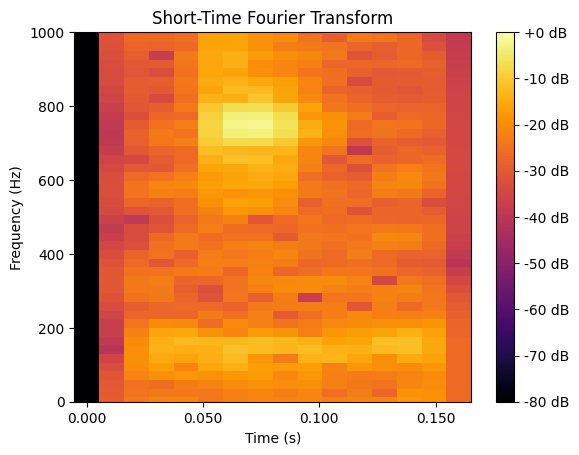 Short-Time Fourier Transform
1000
800
600
400
200
0
Frequency (Hz)
0.000
0.050
0.100
0.150
Time (s)
+0 dB
-10 dB
-20 dB
-30 dB
-40 dB
-50 dB
-60 dB
-70 dB
-80 dB